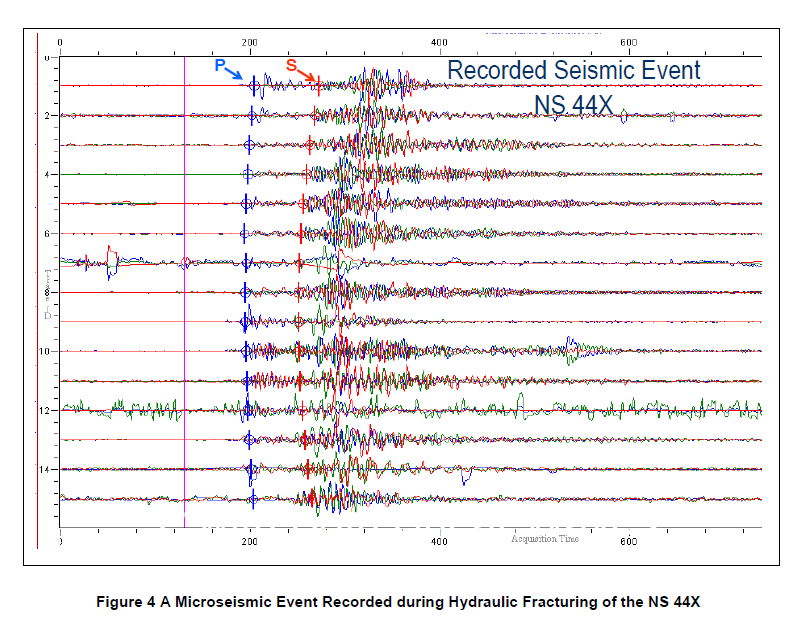 0 200 400 600
P S Recorded Seismic Event
NS 44X
0
2
4
6
8
10
12
14
0 200 400 600
Acquisition Time
Figure 4 A Microseismic Event Recorded during Hydraulic Fracturing of the NS 44X